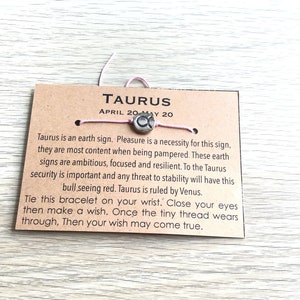 TAURUS
APRIL 20-MAY 20
Taurus is an earth sign. Pleasure is a necessity for this sign,
they are most content when being pampered. These earth
signs are ambitious, focused and resilient. To the Taurus
security is important and any threat to stability will have this
bull seeing red. Taurus is ruled by Venus.
Tie this bracelet on your wrist. Close your eyes
then make a wish. Once the tiny thread wears
through, Then your wish may come true.